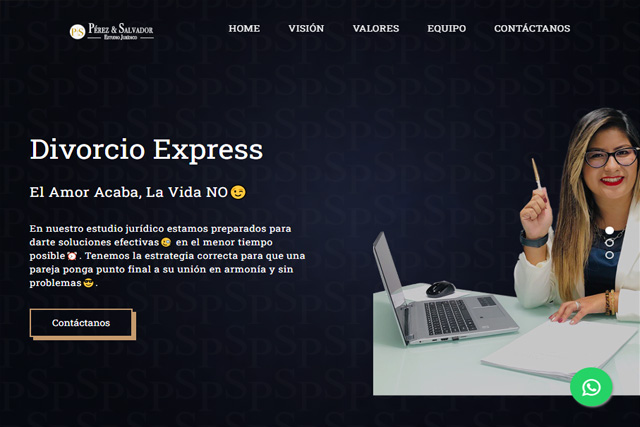 PÉREZ & SALVADOR
ESTUDIO JURÍDICO
HOME
VISIÓN
VALORES
EQUIPO
CONTÁCTANOS
Divorcio Express
El Amor Acaba, La Vida NO😉
En nuestro estudio jurídico estamos preparados para
darte soluciones efectivas🥳 en el menor tiempo
posible⏰. Tenemos la estrategia correcta para que una
pareja ponga punto final a su unión en armonía y sin
problemas😎.
Contáctanos